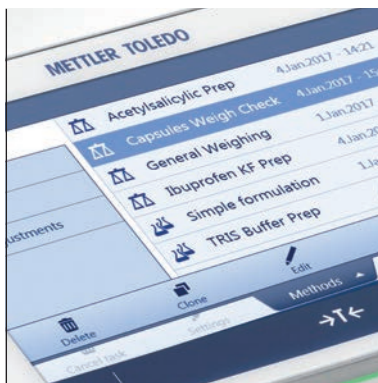 METTLER TOLEDO
Acetylsalicylic Prep 4.Jan.2017 - 14:21
Capsules Weigh Check 4.Jan.2017 - 15
General Weighing 1.Jan.2017
Ibuprofen KF Prep 4.Jan.20
Simple formulation 1.Ja
TRIS Buffer Prep
ustments
Delete Clone Edit
Cancel task Settings Methods
→T←